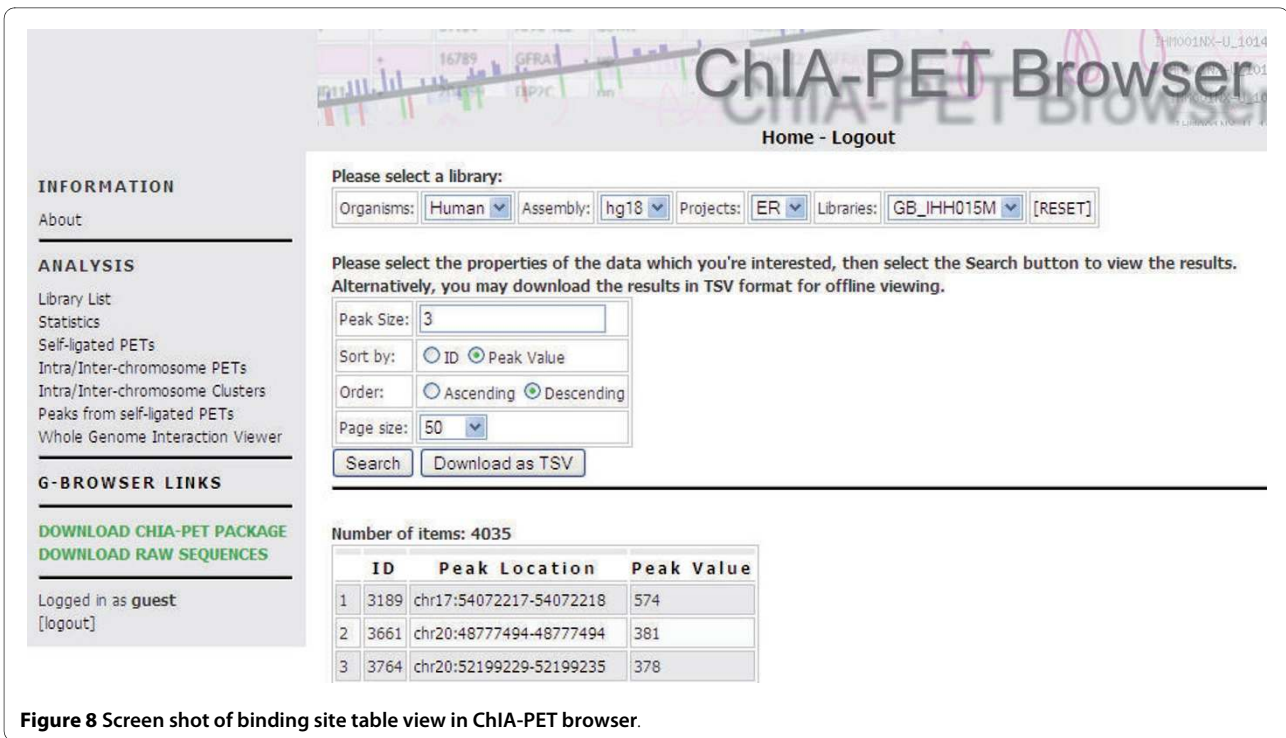 16789 GFRA1
ChIA-PET Browser
Home - Logout
INFORMATION
About
ANALYSIS
Library List
Statistics
Self-ligated PETs
Intra/Inter-chromosome PETs
Intra/Inter-chromosome Clusters
Peaks from self-ligated PETs
Whole Genome Interaction Viewer
G-BROWSER LINKS
DOWNLOAD CHIA-PET PACKAGE
DOWNLOAD RAW SEQUENCES
Logged in as guest
[logout]
Please select a library:
Organisms: Human Assembly: hg18 Projects: ER Libraries: GB_IHH015M [RESET]
Please select the properties of the data which you're interested, then select the Search button to view the results.
Alternatively, you may download the results in TSV format for offline viewing.
Peak Size: 3
Sort by: ID Peak Value
Order: Ascending Descending
Page size: 50
Search Download as TSV
Number of items: 4035
ID Peak Location Peak Value
1 3189 chr17:54072217-54072218 574
2 3661 chr20:48777494-48777494 381
3 3764 chr20:52199229-52199235 378
Figure 8 Screen shot of binding site table view in ChIA-PET browser.